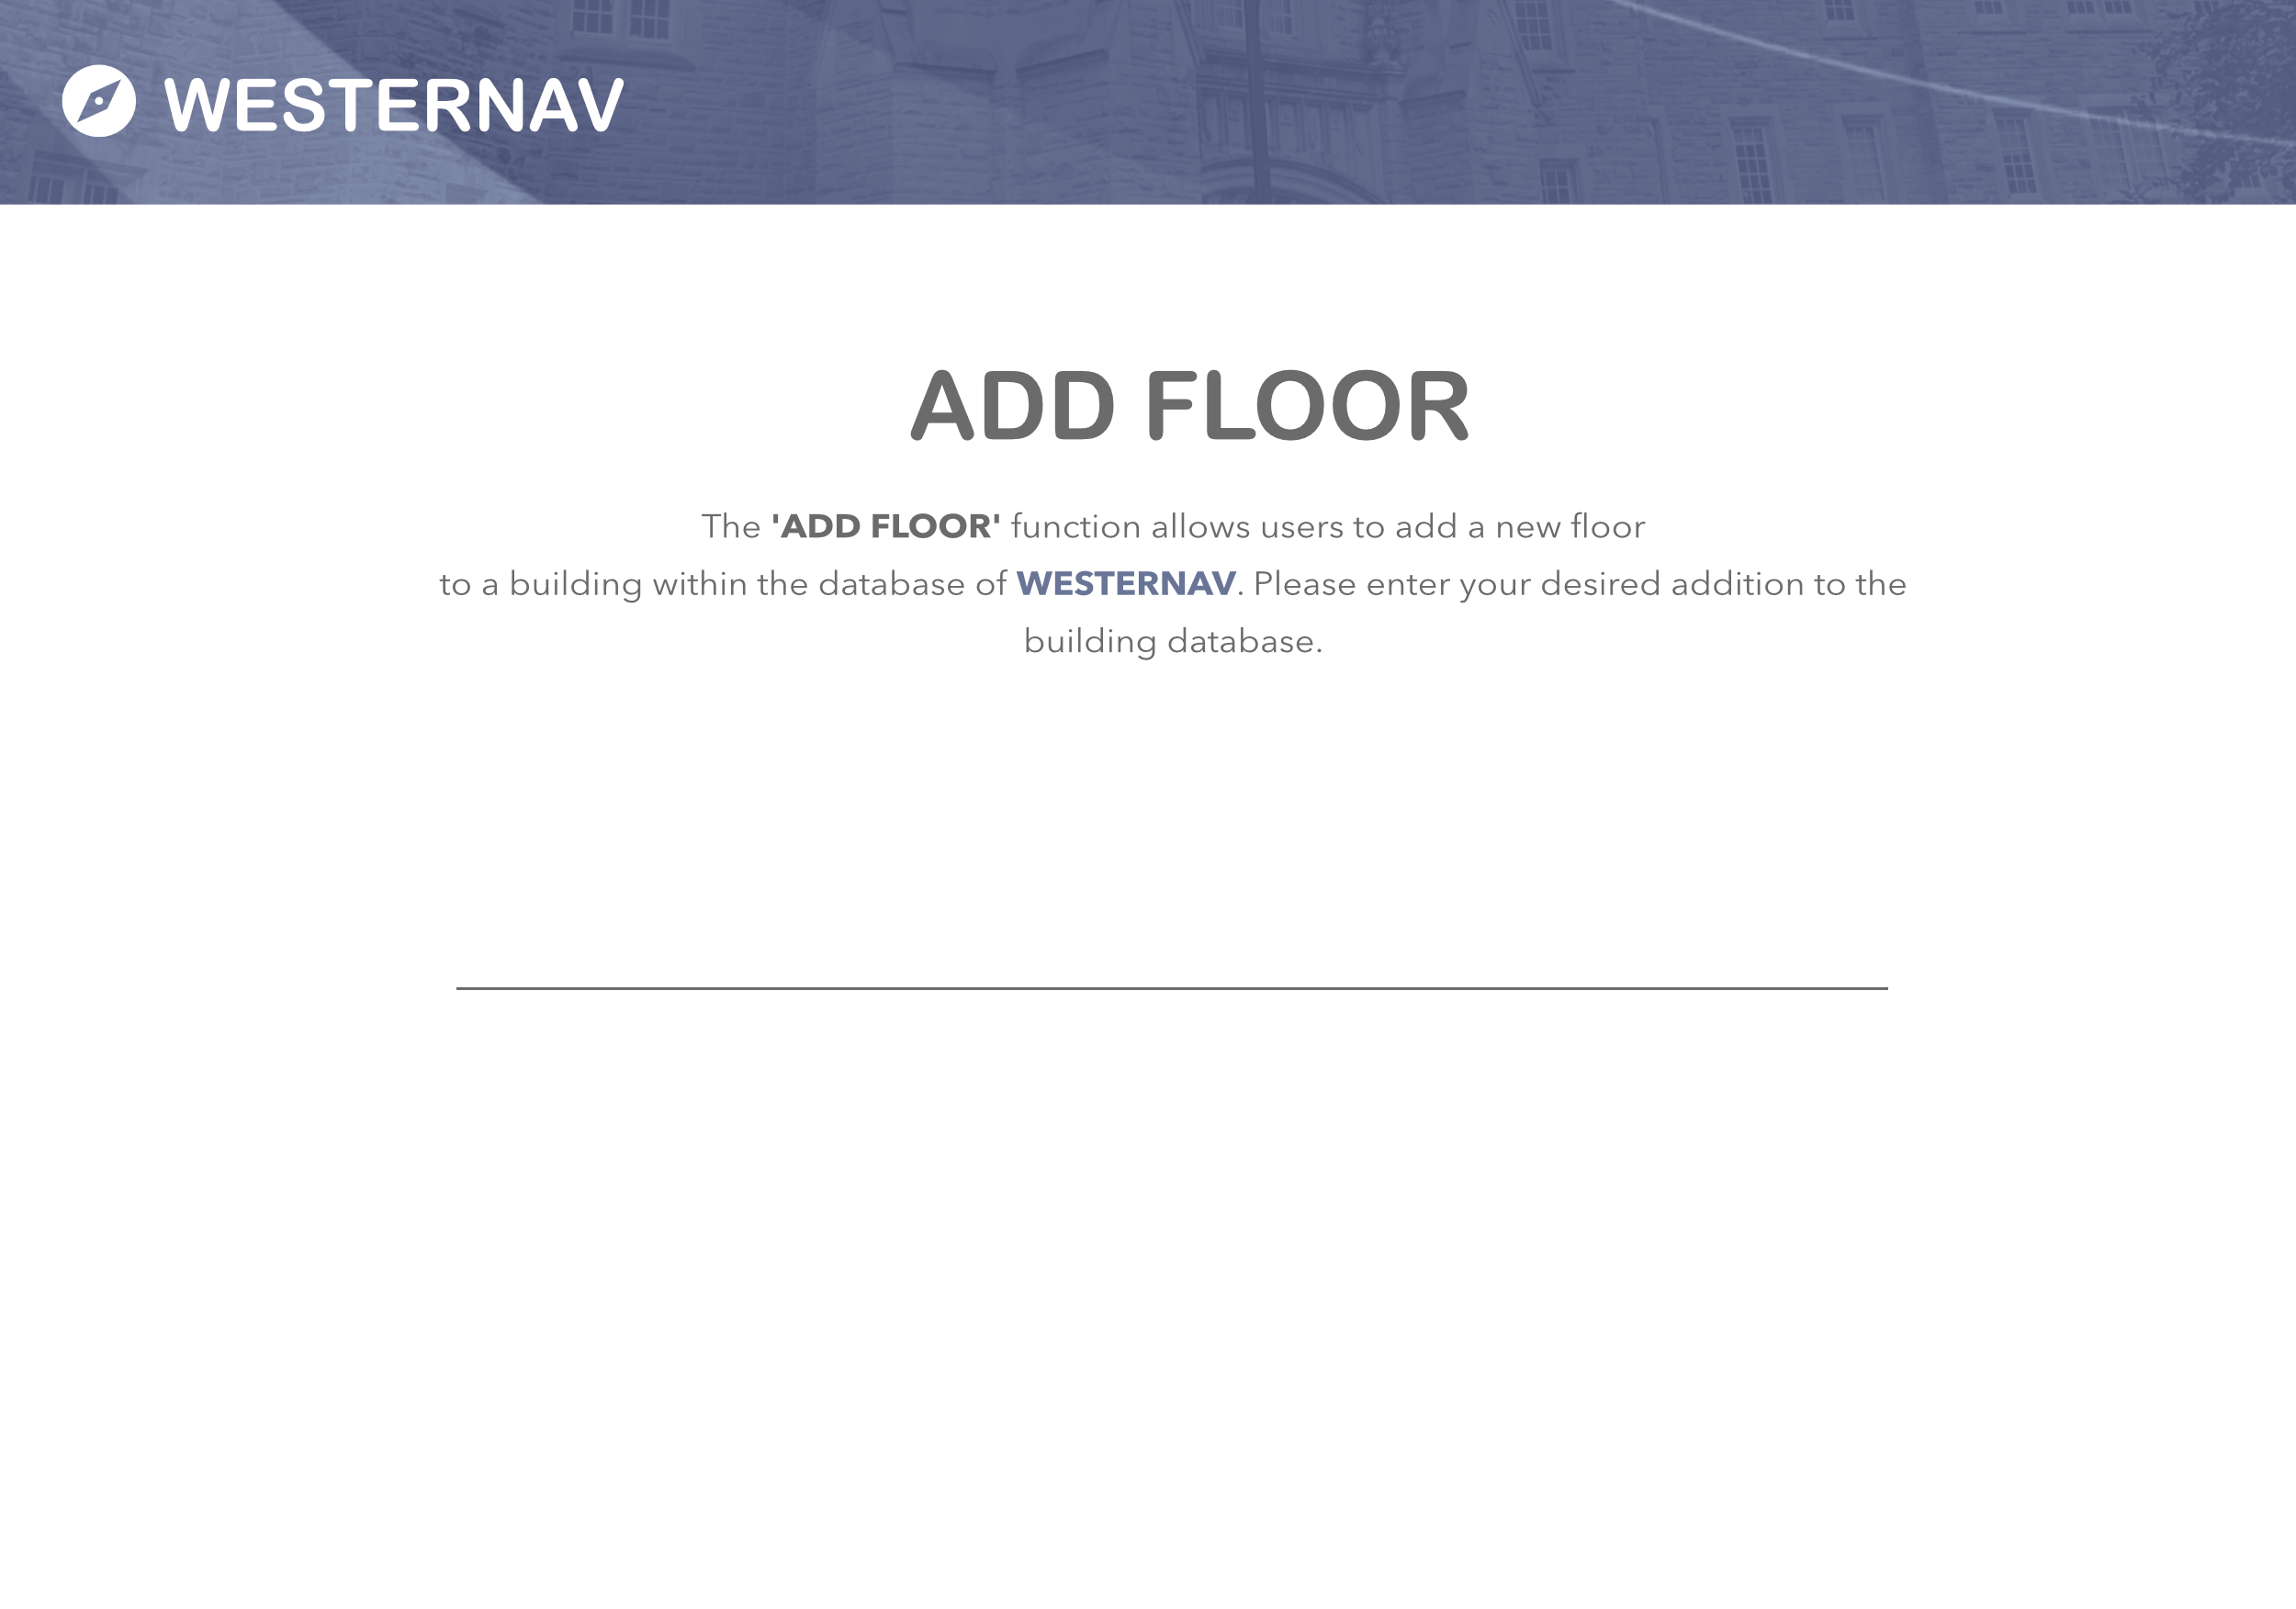 WESTERNAV
ADD FLOOR
The 'ADD FLOOR' function allows users to add a new floor
to a building within the database of WESTERNAV. Please enter your desired addition to the
building database.